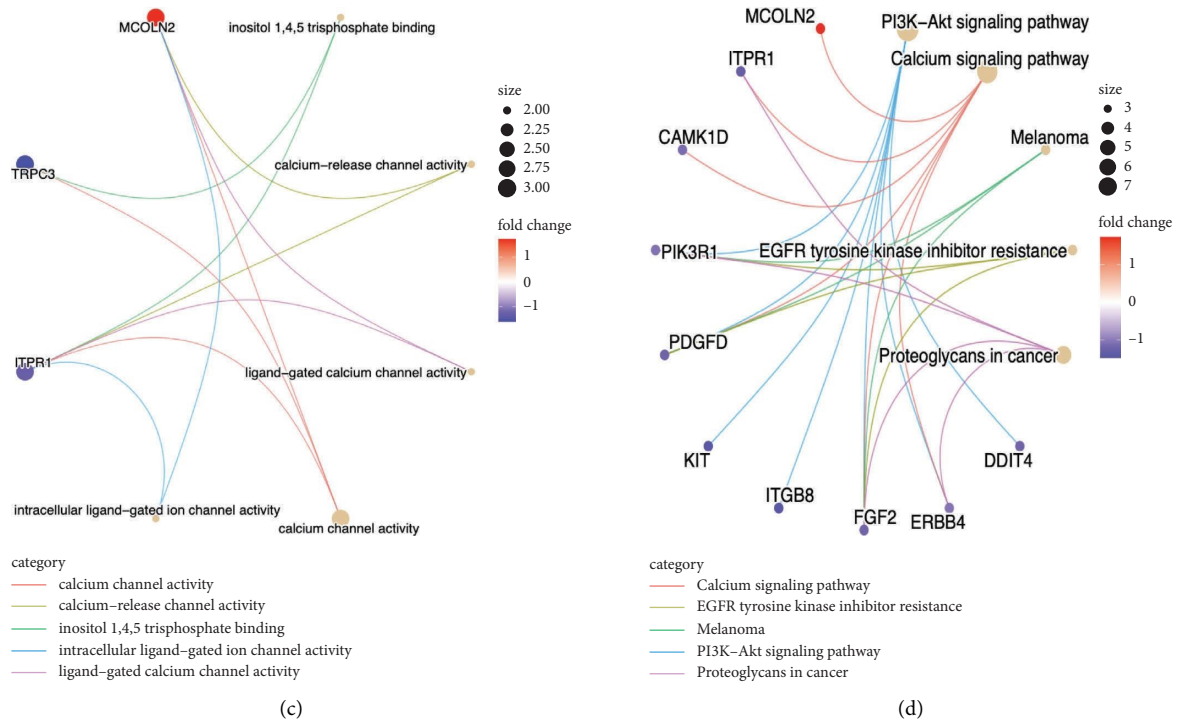 MCOLN2
inositol 1,4,5 trisphosphate binding
TRPC3
calcium−release channel activity
ITPR1
ligand−gated calcium channel activity
intracellular ligand−gated ion channel activity
calcium channel activity
size
2.00
2.25
2.50
2.75
3.00
fold change
1
0
−1
category
calcium channel activity
calcium−release channel activity
inositol 1,4,5 trisphosphate binding
intracellular ligand−gated ion channel activity
ligand−gated calcium channel activity
(c)
MCOLN2
PI3K−Akt signaling pathway
ITPR1
Calcium signaling pathway
CAMK1D
Melanoma
PIK3R1
EGFR tyrosine kinase inhibitor resistance
PDGFD
Proteoglycans in cancer
KIT
DDIT4
ITGB8
FGF2
ERBB4
size
3
4
5
6
7
fold change
1
0
−1
category
Calcium signaling pathway
EGFR tyrosine kinase inhibitor resistance
Melanoma
PI3K−Akt signaling pathway
Proteoglycans in cancer
(d)